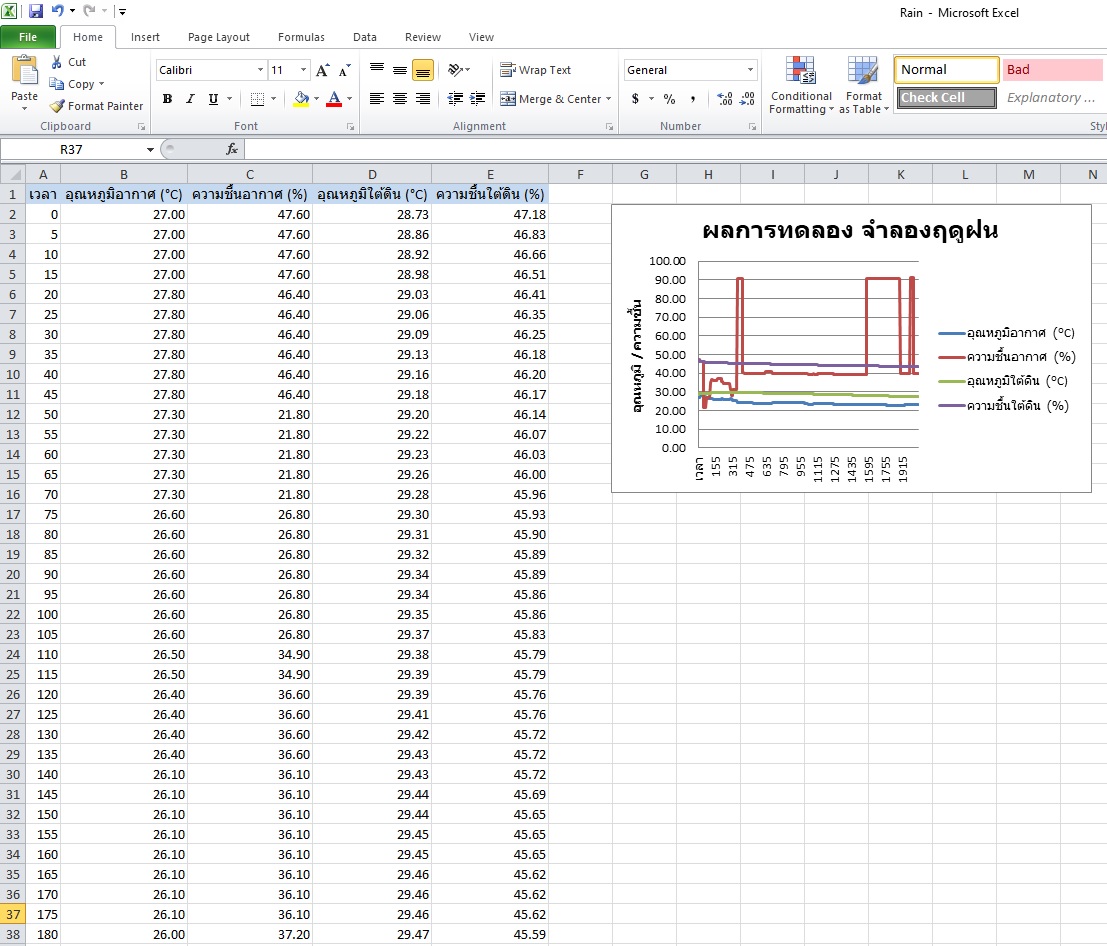 Rain - Microsoft Excel
File Home Insert Page Layout Formulas Data Review View
Paste
Cut
Copy
Format Painter
Clipboard
Calibri 11
B I U A
Font
Wrap Text
Merge & Center
Alignment
General
$ % , .00 .0
Number
Conditional Formatting
Format as Table
Normal Bad
Check Cell Explanatory ...
Styl
R37 fx
A B C D E F G H I J K L M N
1 เวลา อุณหภูมิอากาศ (°C) ความชื้นอากาศ (%) อุณหภูมิใต้ดิน (°C) ความชื้นใต้ดิน (%)
2 0 27.00 47.60 28.73 47.18
3 5 27.00 47.60 28.86 46.83
4 10 27.00 47.60 28.92 46.66
5 15 27.00 47.60 28.98 46.51
6 20 27.80 46.40 29.03 46.41
7 25 27.80 46.40 29.06 46.35
8 30 27.80 46.40 29.09 46.25
9 35 27.80 46.40 29.13 46.18
10 40 27.80 46.40 29.16 46.20
11 45 27.80 46.40 29.18 46.17
12 50 27.30 21.80 29.20 46.14
13 55 27.30 21.80 29.22 46.07
14 60 27.30 21.80 29.23 46.03
15 65 27.30 21.80 29.26 46.00
16 70 27.30 21.80 29.28 45.96
17 75 26.60 26.80 29.30 45.93
18 80 26.60 26.80 29.31 45.90
19 85 26.60 26.80 29.32 45.89
20 90 26.60 26.80 29.34 45.89
21 95 26.60 26.80 29.34 45.86
22 100 26.60 26.80 29.35 45.86
23 105 26.60 26.80 29.37 45.83
24 110 26.50 34.90 29.38 45.79
25 115 26.50 34.90 29.39 45.79
26 120 26.40 36.60 29.39 45.76
27 125 26.40 36.60 29.41 45.76
28 130 26.40 36.60 29.42 45.72
29 135 26.40 36.60 29.43 45.72
30 140 26.10 36.10 29.43 45.72
31 145 26.10 36.10 29.44 45.69
32 150 26.10 36.10 29.44 45.65
33 155 26.10 36.10 29.45 45.65
34 160 26.10 36.10 29.45 45.65
35 165 26.10 36.10 29.46 45.62
36 170 26.10 36.10 29.46 45.62
37 175 26.10 36.10 29.46 45.62
38 180 26.00 37.20 29.47 45.59
ผลการทดลอง จำลองฤดูฝน
อุณหภูมิ /ความชื้น
100.00
90.00
80.00
70.00
60.00
50.00
40.00
30.00
20.00
10.00
0.00
เวลา 155 315 475 635 795 955 1115 1275 1435 1595 1755 1915
อุณหภูมิอากาศ (°C)
ความชื้นอากาศ (%)
อุณหภูมิใต้ดิน (°C)
ความชื้นใต้ดิน (%)